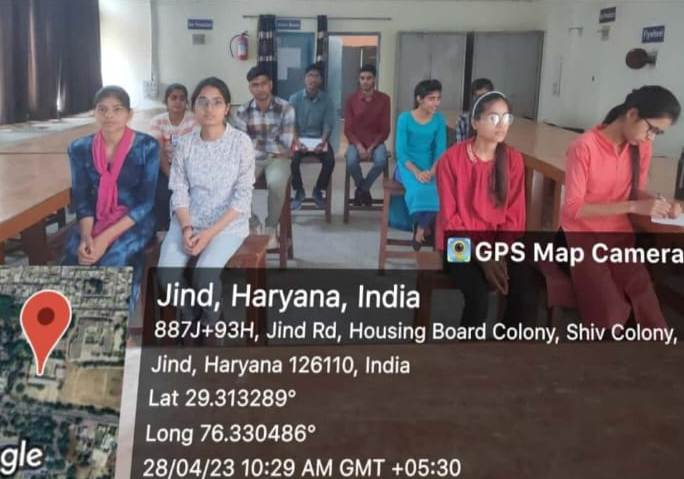 Flywheel
GPS Map Camera
Jind, Haryana, India
887J+93H, Jind Rd, Housing Board Colony, Shiv Colony,
Jind, Haryana 126110, India
Lat 29.313289°
Long 76.330486°
28/04/23 10:29 AM GMT +05:30
gle